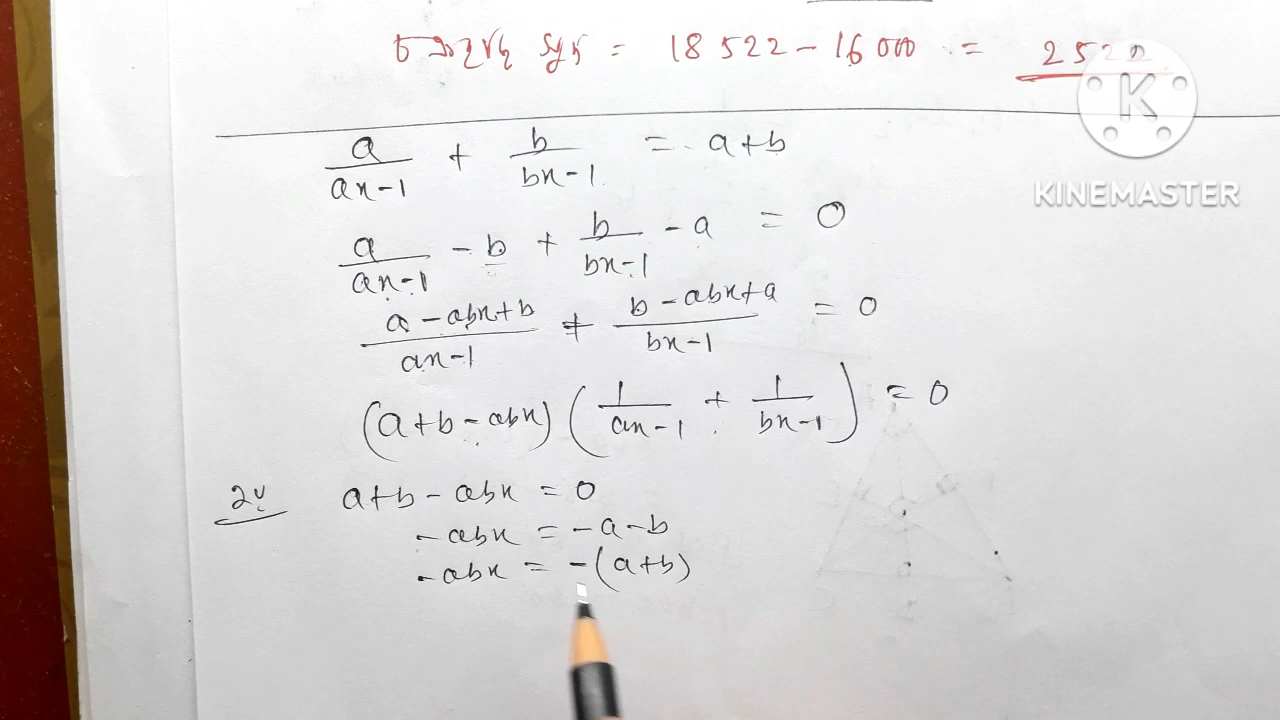 = 18522 - 16000 = 2522
K
KINEMASTER
a/(ax-1) + b/(bx-1) = a+b
a/(ax-1) - b + b/(bx-1) - a = 0
(a-abx+b)/(ax-1) + (b-abx+a)/(bx-1) = 0
(a+b-abx) (1/(ax-1) + 1/(bx-1)) = 0
a+b-abx = 0
-abx = -a-b
-abx = -(a+b)